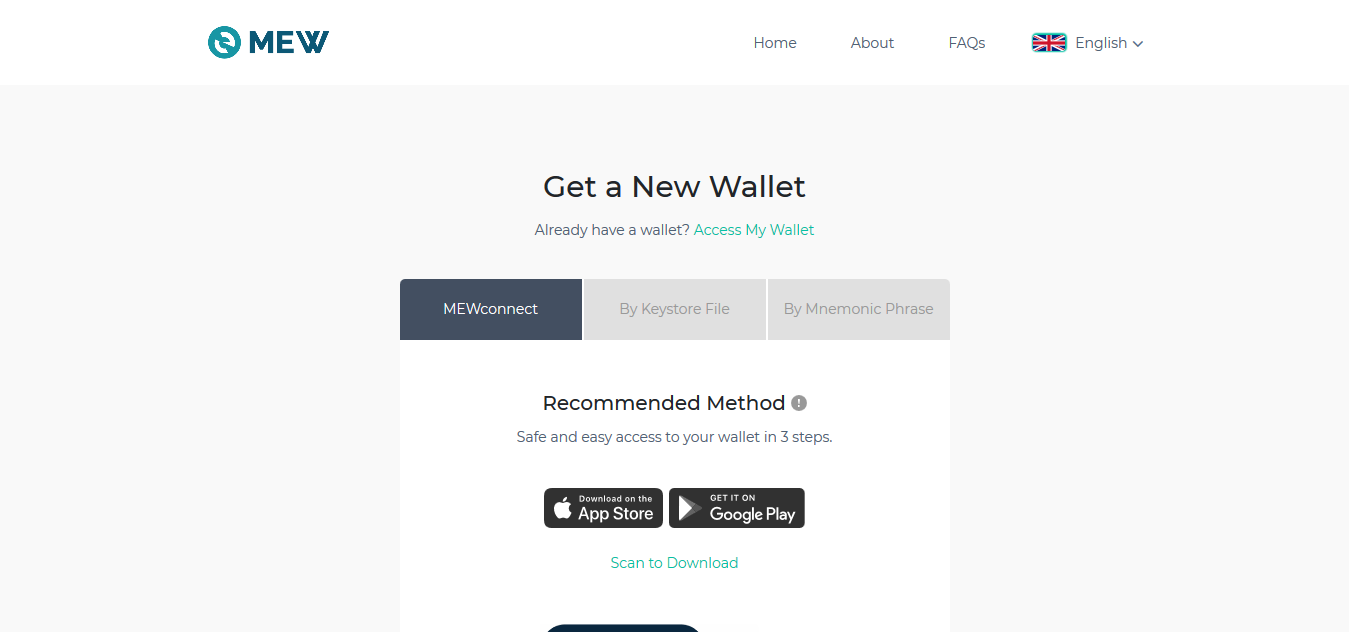 MEW
Home About FAQs English
Get a New Wallet
Already have a wallet? Access My Wallet
MEWconnect By Keystore File By Mnemonic Phrase
Recommended Method !
Safe and easy access to your wallet in 3 steps.
Download on the
App Store
GET IT ON
Google Play
Scan to Download